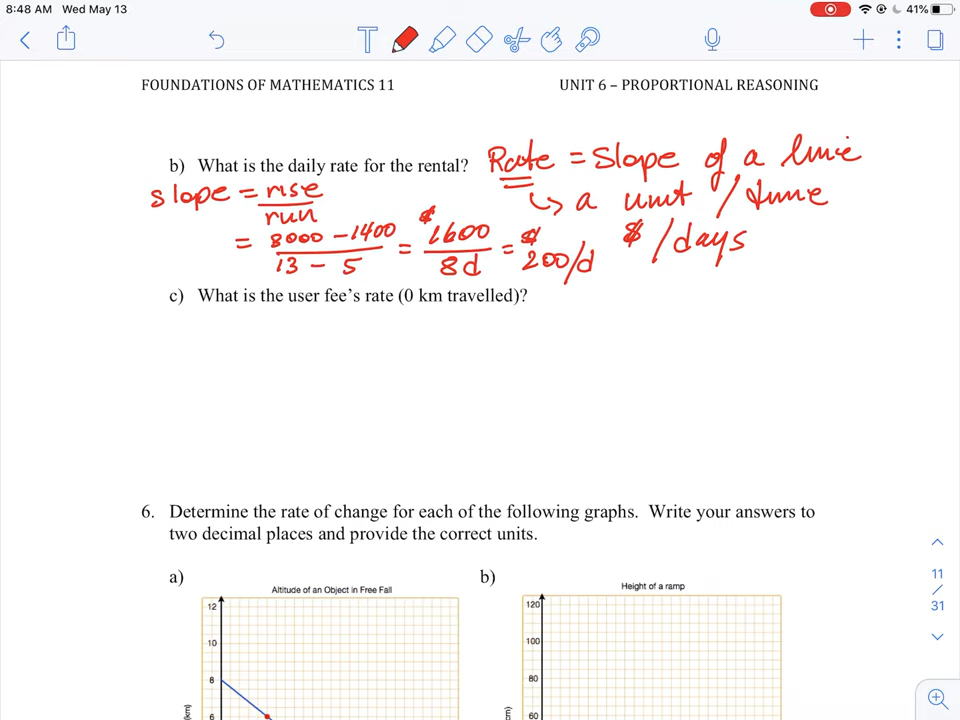 8:48 AM Wed May 13
41%
T
FOUNDATIONS OF MATHEMATICS 11 UNIT 6 – PROPORTIONAL REASONING
b) What is the daily rate for the rental? Rate = Slope of a line
slope = rise / run
↳ a unit / time
= 8000 - 1400 / 13 - 5 = $1600 / 8d = $200/d $ / days
c) What is the user fee's rate (0 km travelled)?
6. Determine the rate of change for each of the following graphs. Write your answers to
two decimal places and provide the correct units.
a) b)
Altitude of an Object in Free Fall
12
10
8
6
(km)
Height of a ramp
120
100
80
60
cm)
11
/
31